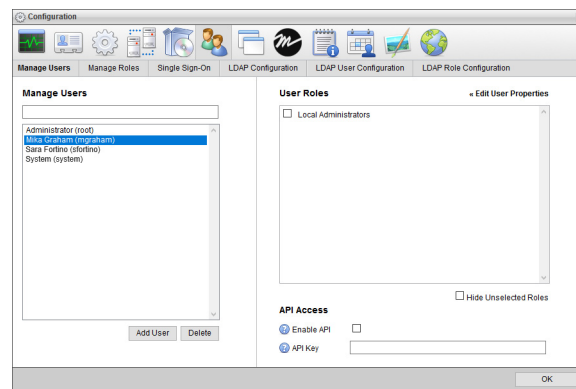 Configuration
Manage Users Manage Roles Single Sign-On LDAP Configuration LDAP User Configuration LDAP Role Configuration
Manage Users
Administrator (root)
Mika Graham (mgraham)
Sara Fortino (sfortino)
System (system)
Add User Delete
User Roles « Edit User Properties
Local Administrators
Hide Unselected Roles
API Access
? Enable API
? API Key
OK